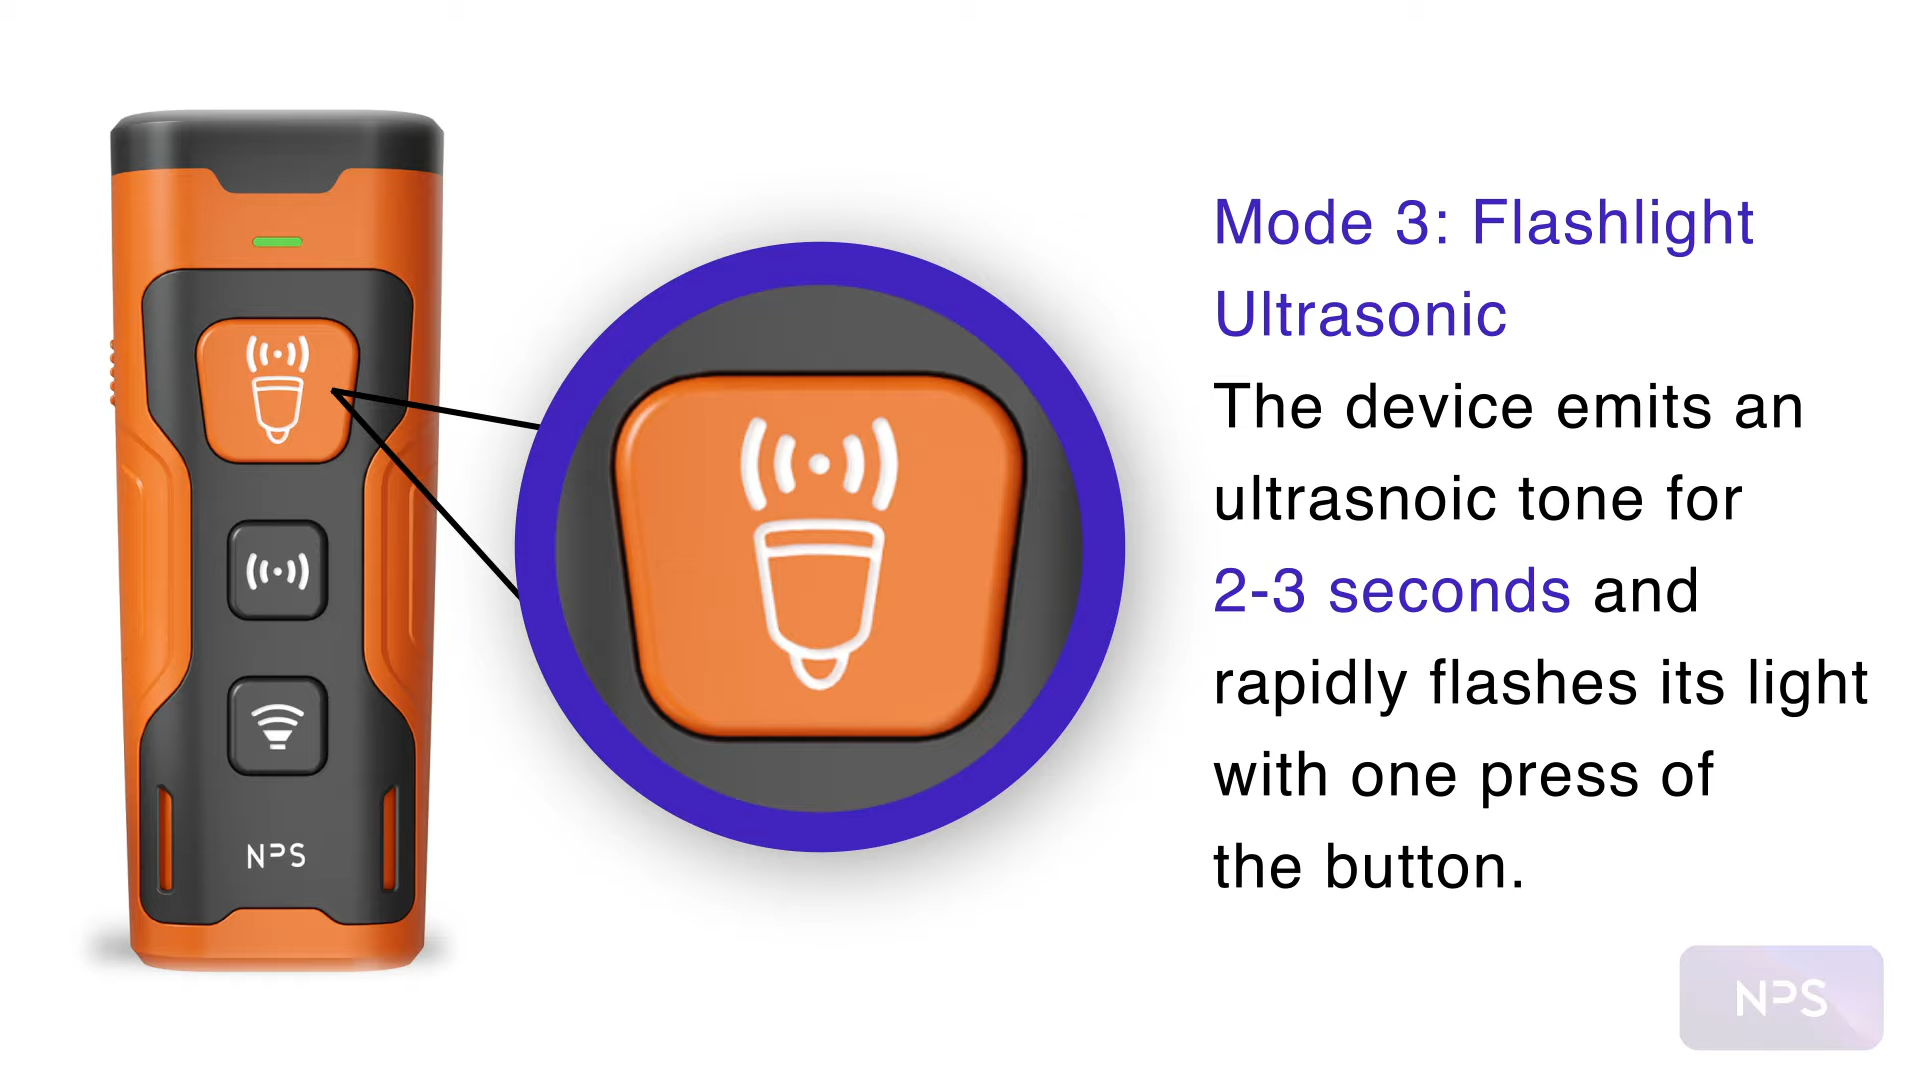 Mode 3: Flashlight
Ultrasonic
The device emits an
ultrasnoic tone for
2-3 seconds and
rapidly flashes its light
with one press of
the button.
NPS
NPS